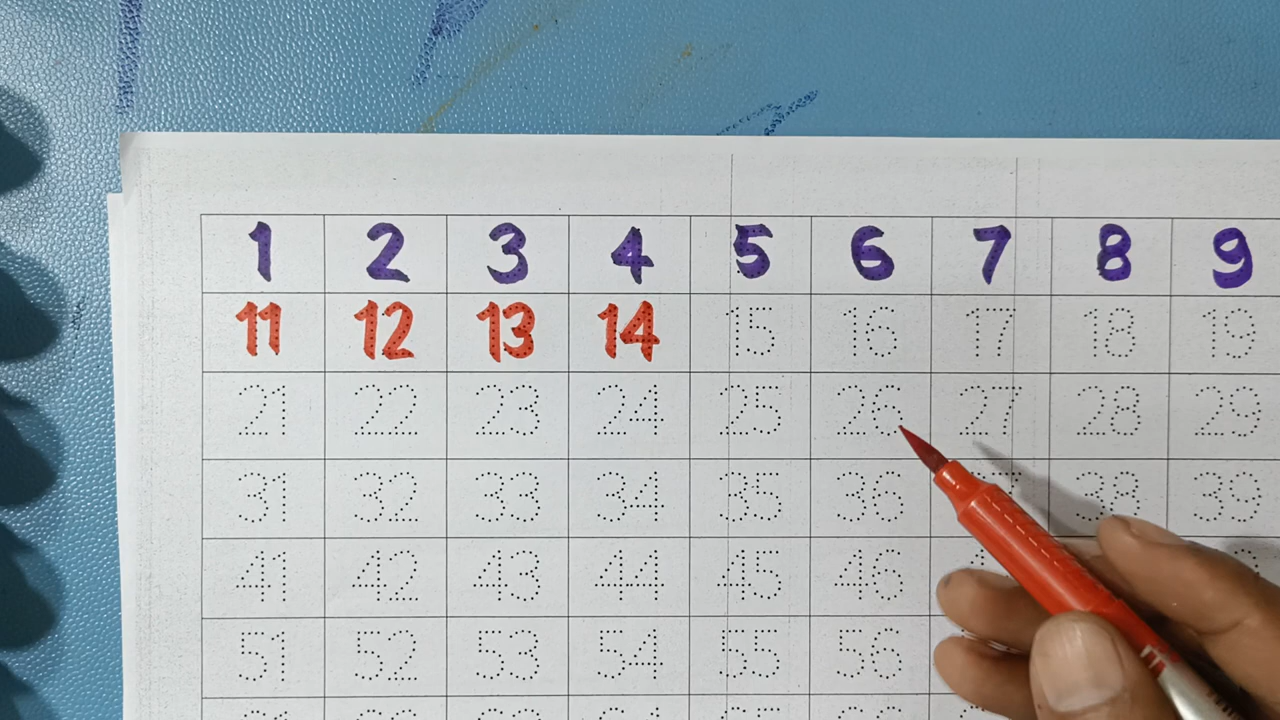 1 2 3 4 5 6 7 8 9
11 12 13 14 15 16 17 18 19
21 22 23 24 25 26 27 28 29
31 32 33 34 35 36 37 38 39
41 42 43 44 45 46
51 52 53 54 55 56